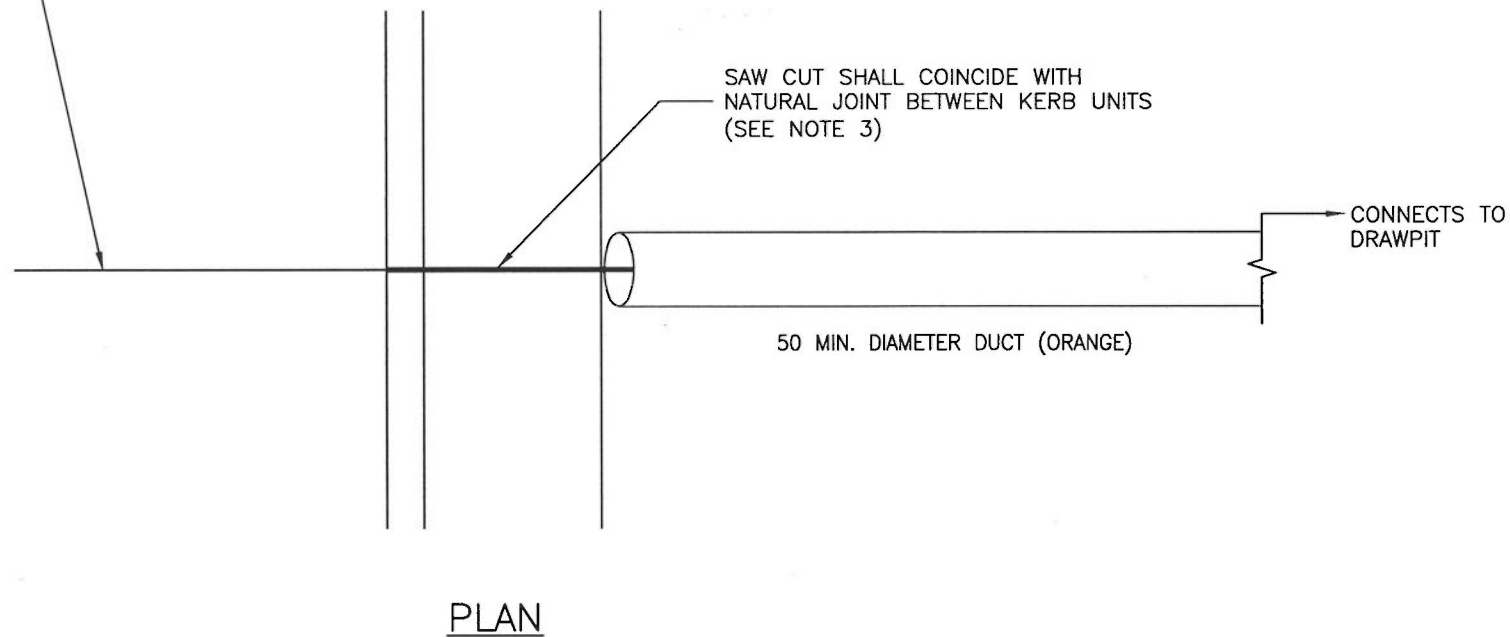 SAW CUT SHALL COINCIDE WITH
NATURAL JOINT BETWEEN KERB UNITS
(SEE NOTE 3)
CONNECTS TO
DRAWPIT
50 MIN. DIAMETER DUCT (ORANGE)
PLAN